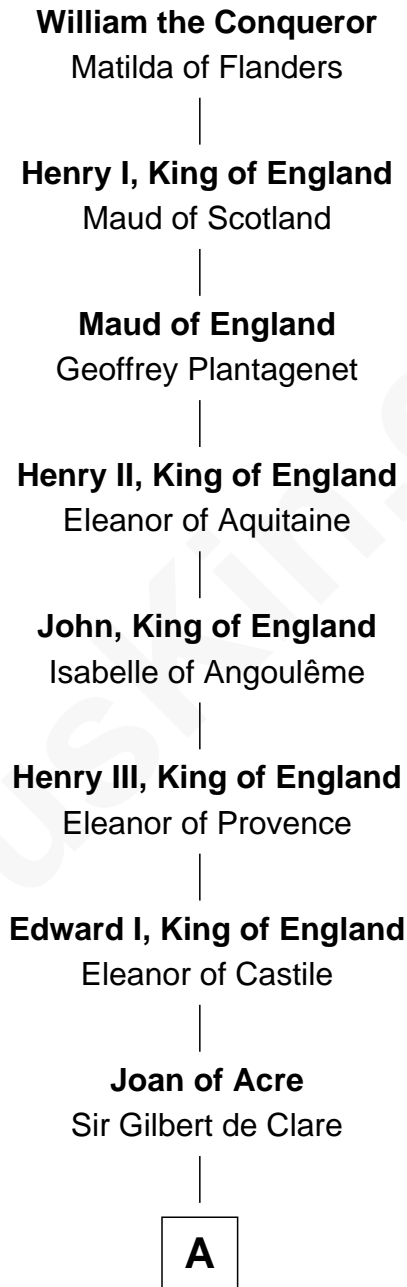 William the Conqueror
Matilda of Flanders
Henry I, King of England
Maud of Scotland
Maud of England
Geoffrey Plantagenet
Henry II, King of England
Eleanor of Aquitaine
John, King of England
Isabelle of Angoulême
Henry III, King of England
Eleanor of Provence
Edward I, King of England
Eleanor of Castile
Joan of Acre
Sir Gilbert de Clare
A